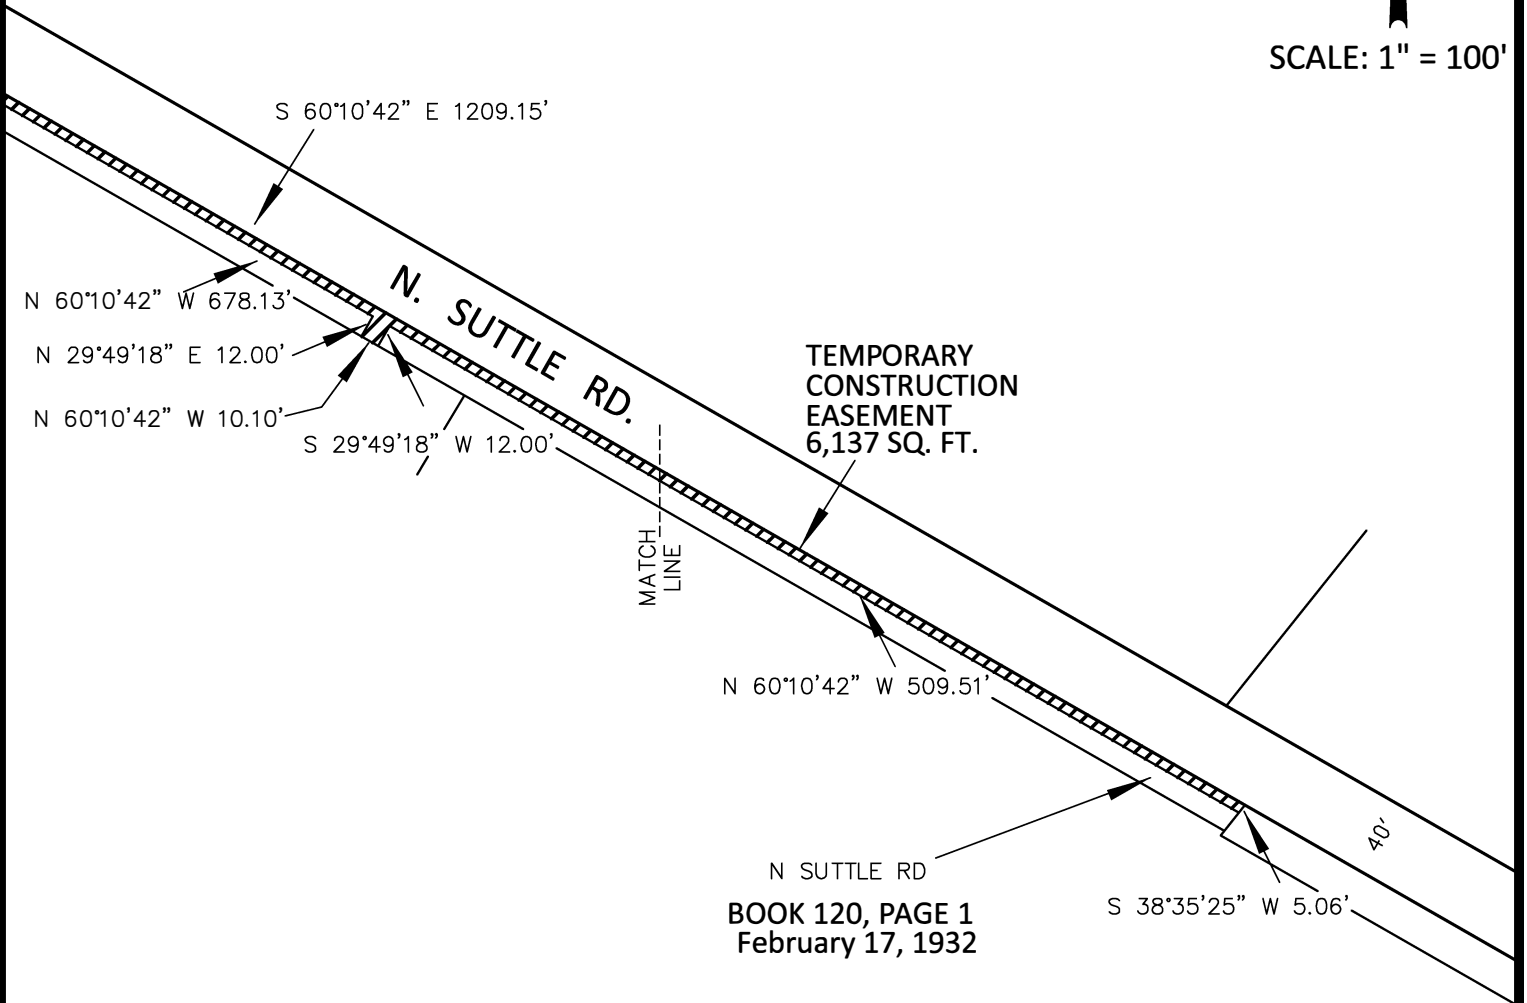 SCALE: 1" = 100'
S 60°10'42” E 1209.15'
N 60°10'42” W 678.13'
N 29°49'18” E 12.00'
N 60°10'42” W 10.10'
S 29°49'18” W 12.00'
N. SUTTLE RD.
TEMPORARY
CONSTRUCTION
EASEMENT
6,137 SQ. FT.
MATCH
LINE
N 60°10'42” W 509.51'
N SUTTLE RD
BOOK 120, PAGE 1
February 17, 1932
40'
S 38°35'25” W 5.06'